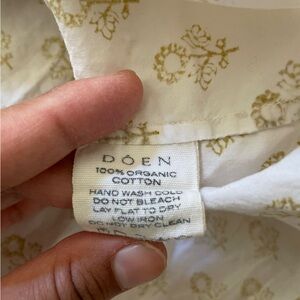 DÔEN
100% ORGANIC
COTTON
HAND WASH COLD
DO NOT BLEACH
LAY FLAT TO DRY
LOW IRON
DO NOT DRY CLEAN